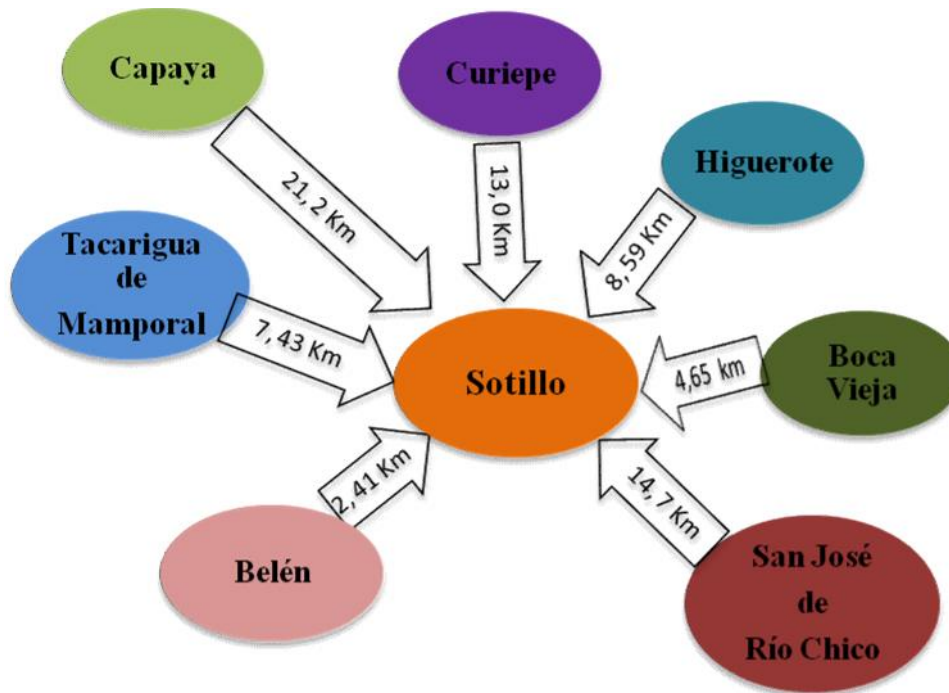 Capaya
Curiepe
Higuerote
21, 2 Km
13, 0 Km
8, 59 Km
Tacarigua
de
Mamporal
7, 43 Km
Sotillo
4,65 km
Boca
Vieja
2, 41 Km
14, 7 Km
Belén
San José
de
Río Chico